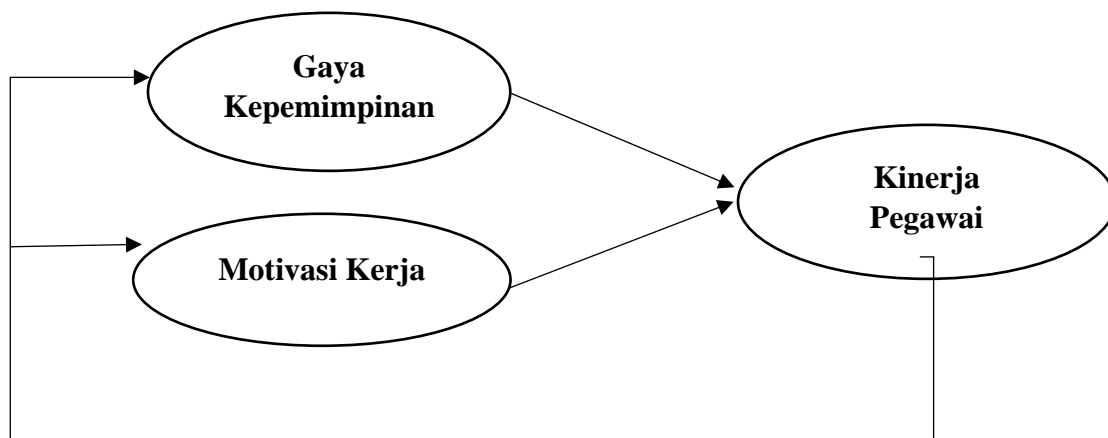 Gaya
Kepemimpinan
Kinerja
Pegawai
Motivasi Kerja